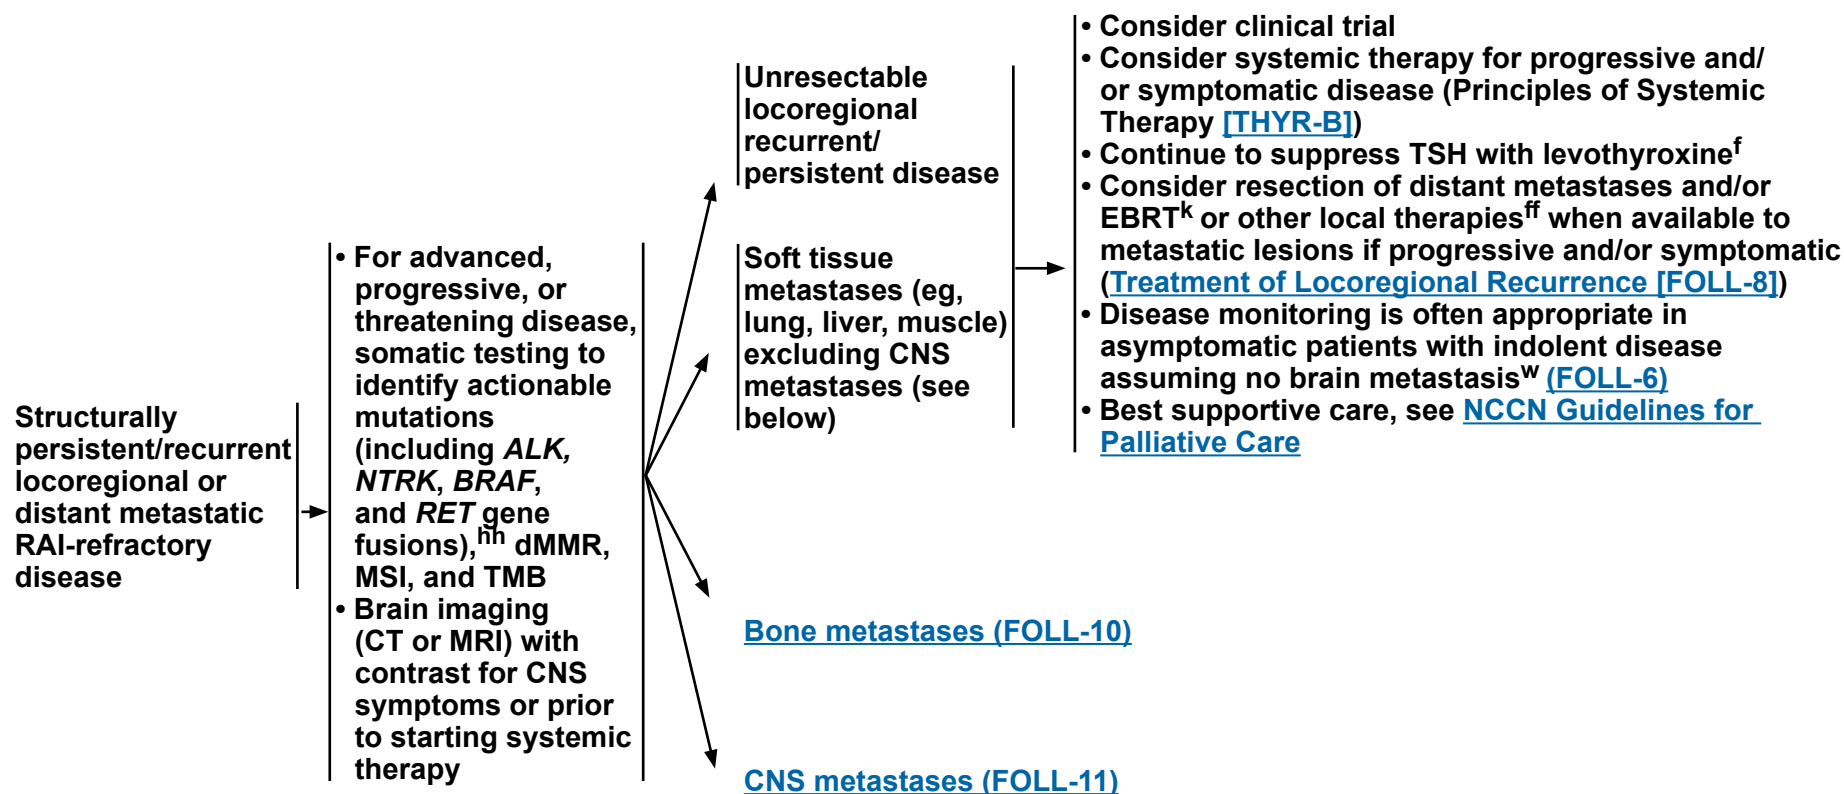 Structurally
persistent/recurrent
locoregional or
distant metastatic
RAI-refractory
disease
• For advanced,
progressive, or
threatening disease,
somatic testing to
identify actionable
mutations
(including ALK,
NTRK, BRAF,
and RET gene
fusions),hh dMMR,
MSI, and TMB
• Brain imaging
(CT or MRI) with
contrast for CNS
symptoms or prior
to starting systemic
therapy
Unresectable
locoregional
recurrent/
persistent disease
Soft tissue
metastases (eg,
lung, liver, muscle)
excluding CNS
metastases (see
below)
Bone metastases (FOLL-10)
CNS metastases (FOLL-11)
• Consider clinical trial
• Consider systemic therapy for progressive and/
or symptomatic disease (Principles of Systemic
Therapy [THYR-B])
• Continue to suppress TSH with levothyroxinef
• Consider resection of distant metastases and/or
EBRTk or other local therapiesff when available to
metastatic lesions if progressive and/or symptomatic
(Treatment of Locoregional Recurrence [FOLL-8])
• Disease monitoring is often appropriate in
asymptomatic patients with indolent disease
assuming no brain metastasisw (FOLL-6)
• Best supportive care, see NCCN Guidelines for
Palliative Care